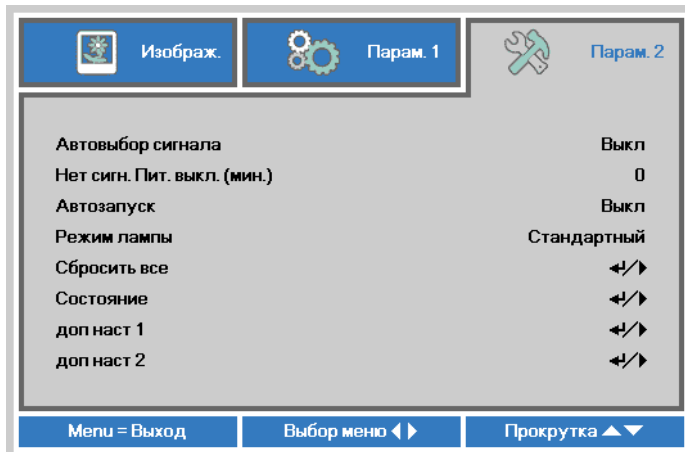 Изображ.
Парам. 1
Парам. 2
Автовыбор сигнала Выкл
Нет сигн. Пит. выкл. (мин.) 0
Автозапуск Выкл
Режим лампы Стандартный
Сбросить все ↵/▶
Состояние ↵/▶
доп наст 1 ↵/▶
доп наст 2 ↵/▶
Menu = Выход
Выбор меню ◀▶
Прокрутка ▲▼